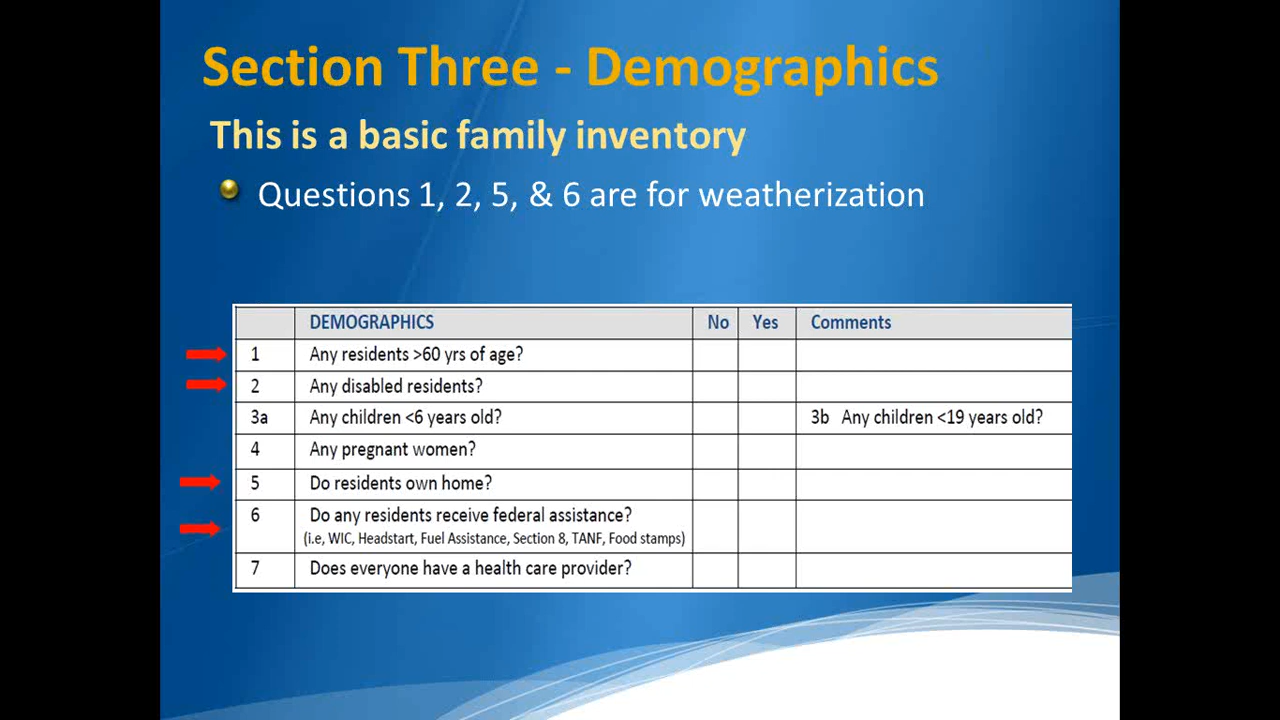 Section Three - Demographics
This is a basic family inventory
Questions 1, 2, 5, & 6 are for weatherization
DEMOGRAPHICS No Yes Comments
1 Any residents >60 yrs of age?
2 Any disabled residents?
3a Any children <6 years old? 3b Any children <19 years old?
4 Any pregnant women?
5 Do residents own home?
6 Do any residents receive federal assistance?
(i.e, WIC, Headstart, Fuel Assistance, Section 8, TANF, Food stamps)
7 Does everyone have a health care provider?